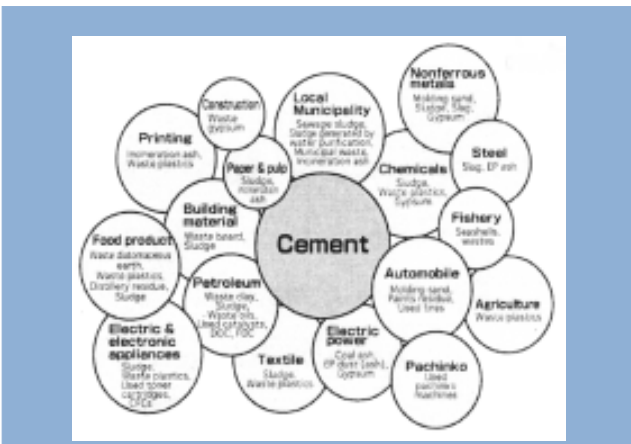 Nonferrous
metals
Molding sand,
Sludge, Slag,
Gypsum
Construction
Waste
gypsum
Local
Municipality
Sewage sludge,
Sludge generated by
water purification,
Municipal waste,
Incineration ash
Printing
Incineration ash,
Waste plastics
Steel
Slag, EP ash
Chemicals
Sludge,
Waste plastics,
Gypsum
Paper & pulp
Sludge,
ash
Building
material
Waste board,
Sludge
Fishery
Seashells,
Cement
Food product
Waste diatomaceous
earth,
Waste plastics,
Distillery residue,
Sludge
Petroleum
Waste clay,
Sludge,
Waste oils,
Used catalysts,
Automobile
Molding sand,
Paints residue,
Used tires
Agriculture
Waste plastics
Electric &
electronic
appliances
Sludge,
Waste plastics,
Used toner
cartridges,
CFCs
Textile
Sludge,
Waste plastics
Electric
power
Coal ash,
EP dust (ash),
Gypsum
Pachinko
Used
pachinko
machines